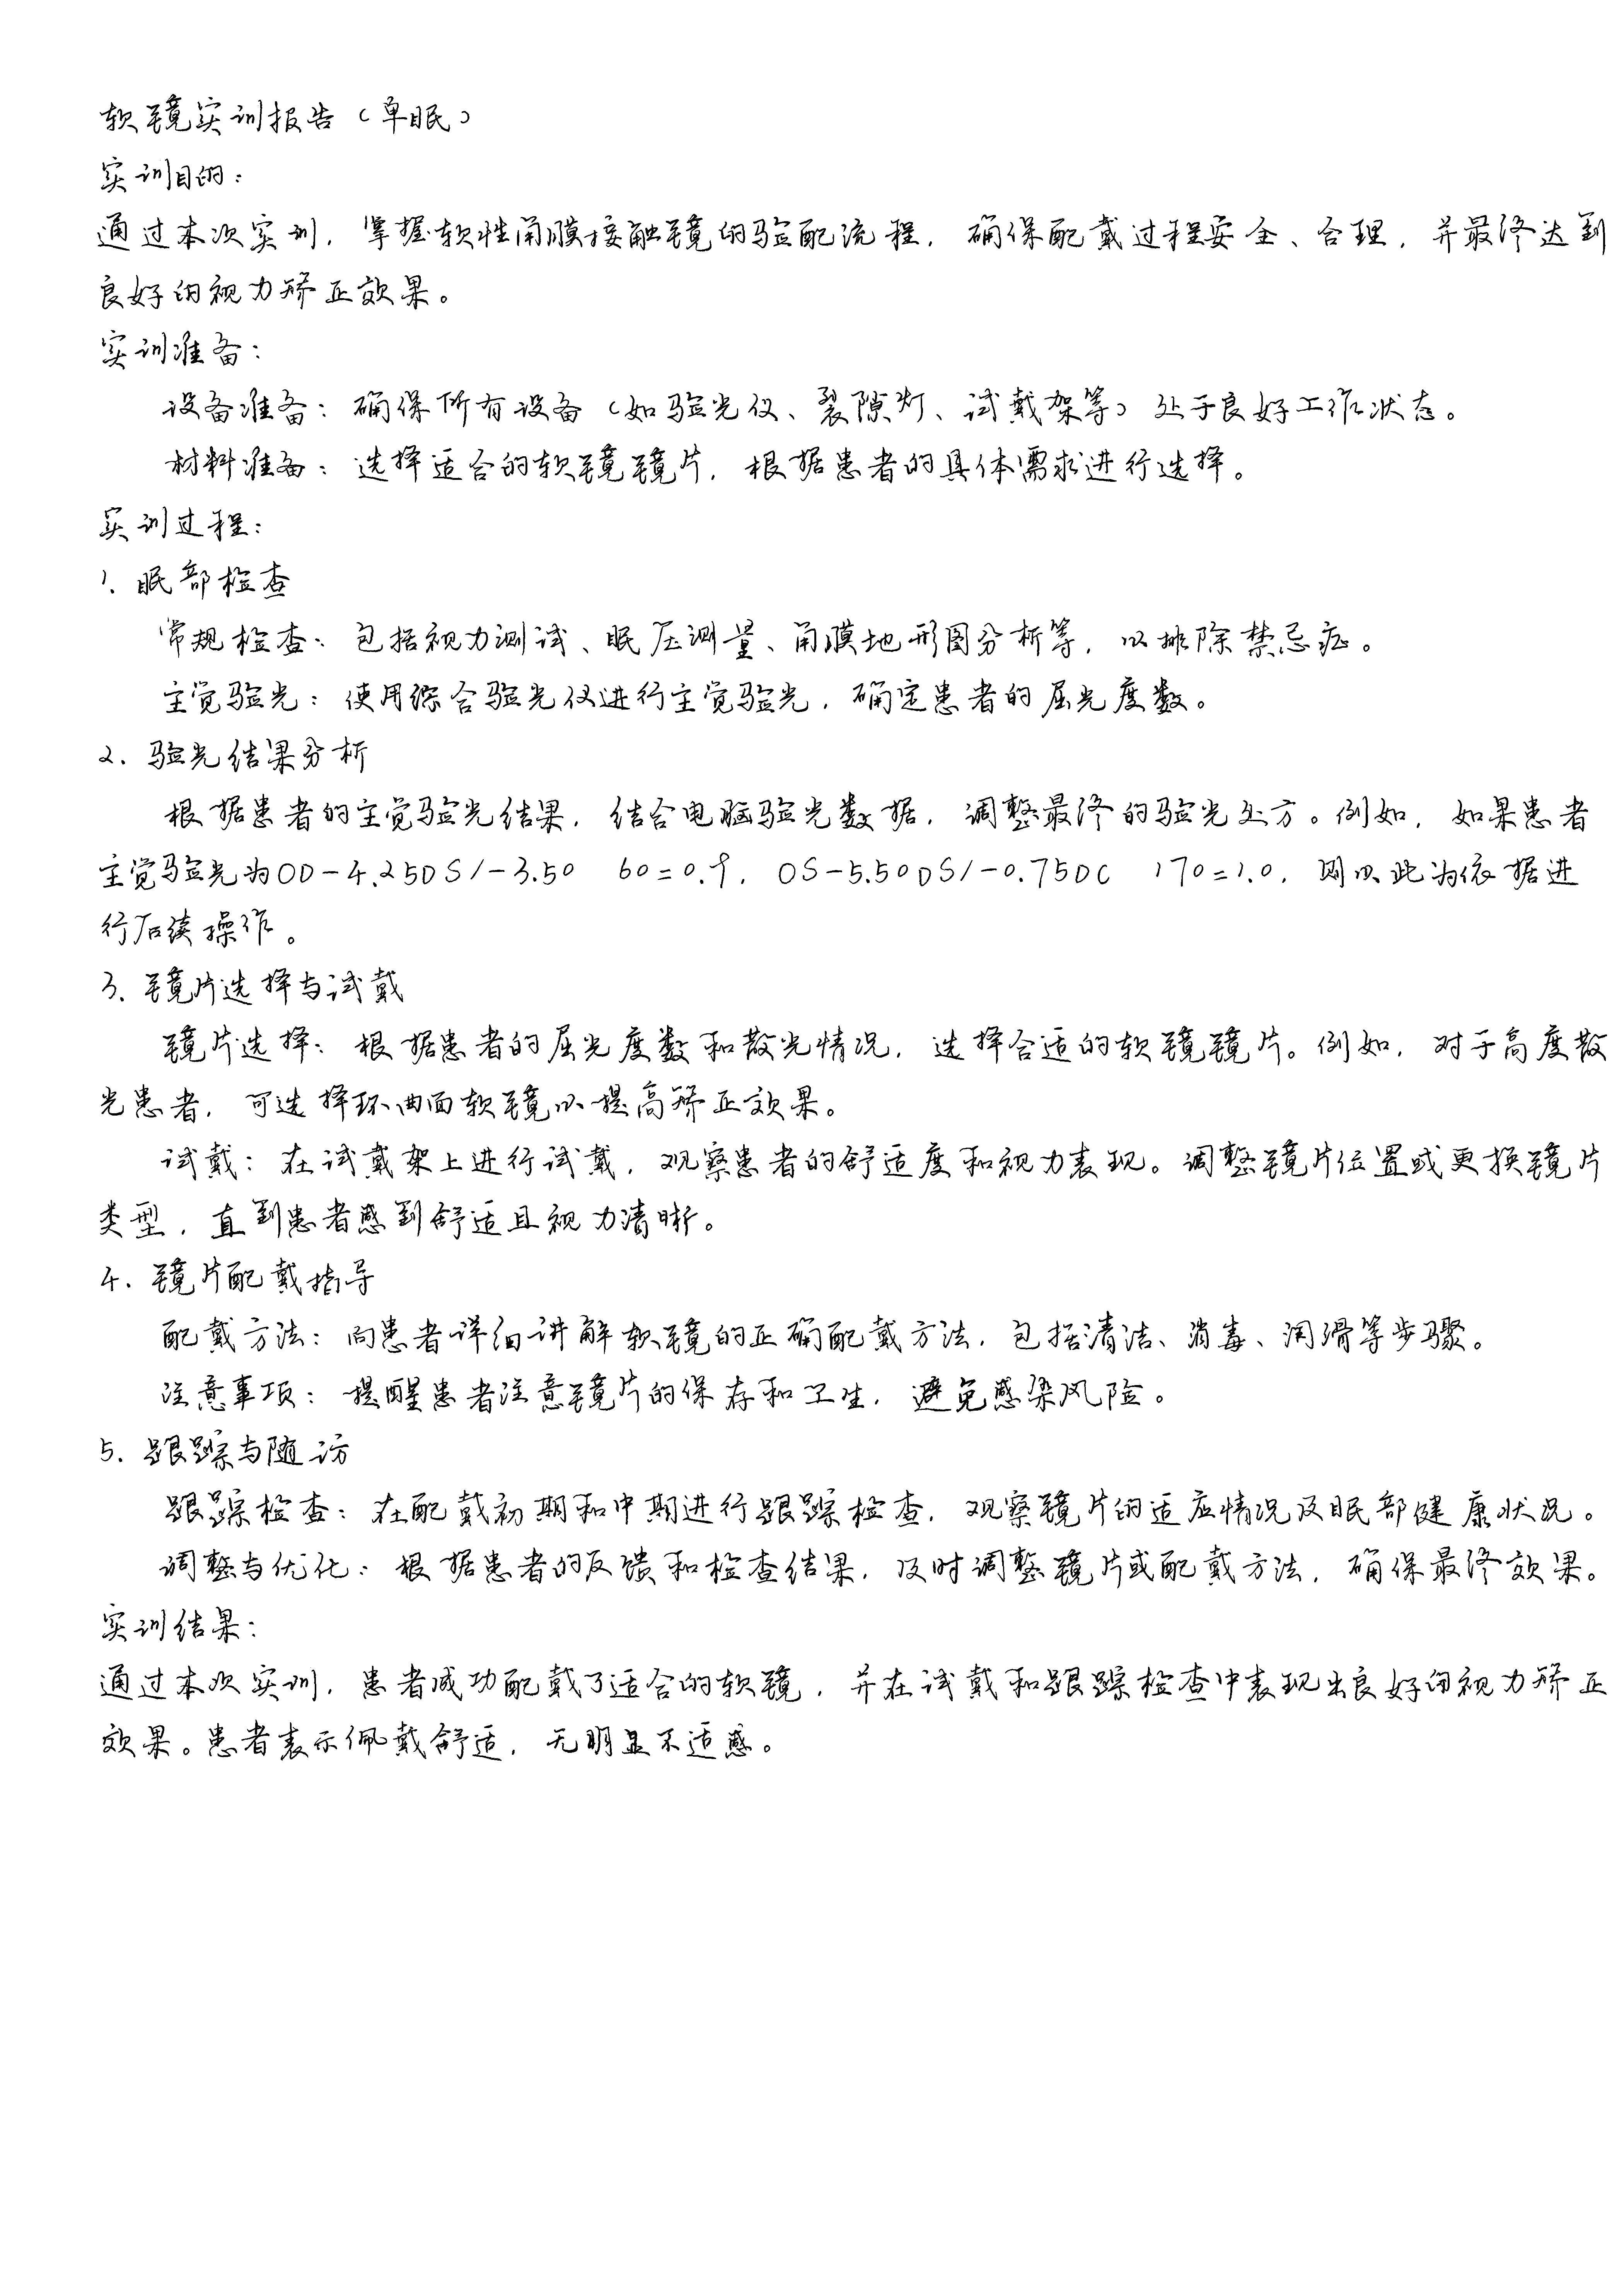 软镜实训报告（单眼）
实训目的：
通过本次实训，掌握软性角膜接触镜的验配流程，确保配戴过程安全、合理，并最终达到
良好的视力矫正效果。
实训准备：
设备准备：确保所有设备（如验光仪、裂隙灯、试戴架等）处于良好工作状态。
材料准备：选择适合的软镜镜片，根据患者的具体需求进行选择。
实训过程：
1. 眼部检查
常规检查：包括视力测试、眼压测量、角膜地形图分析等，以排除禁忌症。
主觉验光：使用综合验光仪进行主觉验光，确定患者的屈光度数。
2. 验光结果分析
根据患者的主觉验光结果，结合电脑验光数据，调整最终的验光处方。例如，如果患者
主觉验光为OD-4.25DS/-3.50 60=0.9，OS-5.50DS/-0.75DC 170=1.0，则以此为依据进
行后续操作。
3. 镜片选择与试戴
镜片选择：根据患者的屈光度数和散光情况，选择合适的软镜镜片。例如，对于高度散
光患者，可选择环曲面软镜以提高矫正效果。
试戴：在试戴架上进行试戴，观察患者的舒适度和视力表现。调整镜片位置或更换镜片
类型，直到患者感到舒适且视力清晰。
4. 镜片配戴指导
配戴方法：向患者详细讲解软镜的正确配戴方法，包括清洁、消毒、润滑等步骤。
注意事项：提醒患者注意镜片的保存和卫生，避免感染风险。
5. 跟踪与随访
跟踪检查：在配戴初期和中期进行跟踪检查，观察镜片的适应情况及眼部健康状况。
调整与优化：根据患者的反馈和检查结果，及时调整镜片或配戴方法，确保最终效果。
实训结果：
通过本次实训，患者成功配戴了适合的软镜，并在试戴和跟踪检查中表现出良好的视力矫正
效果。患者表示佩戴舒适，无明显不适感。